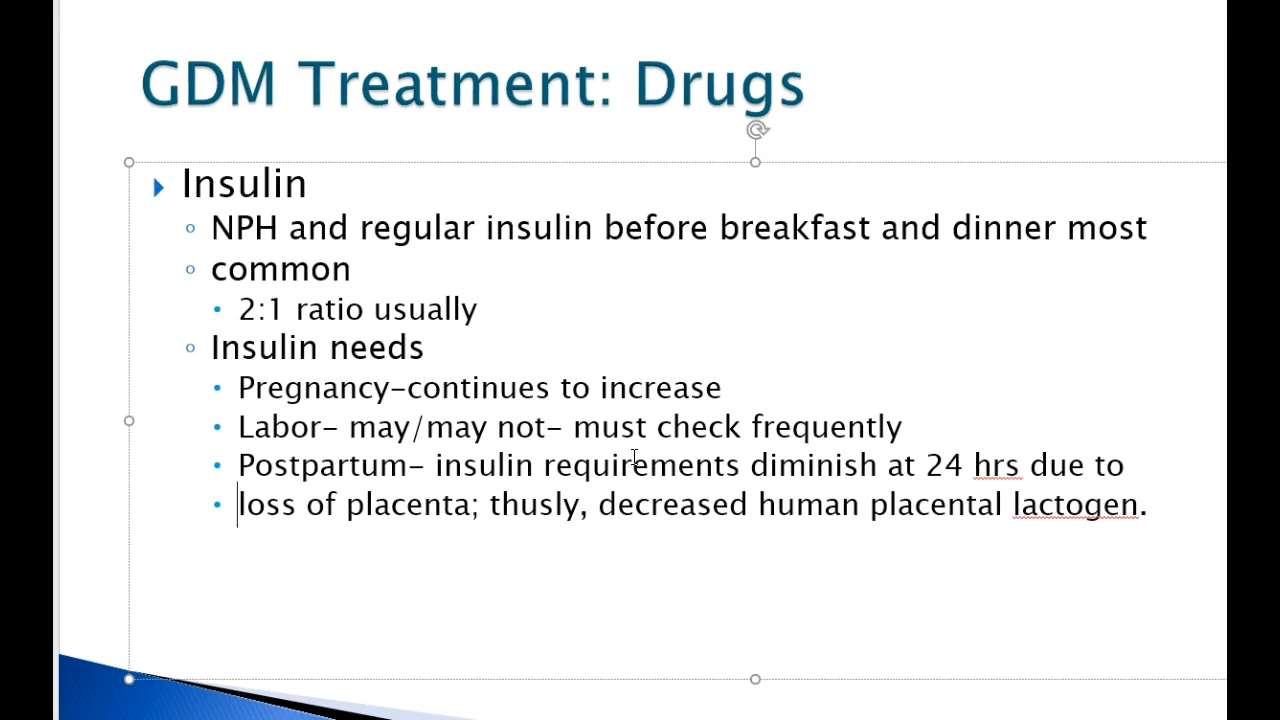 GDM Treatment: Drugs
Insulin
NPH and regular insulin before breakfast and dinner most
common
2:1 ratio usually
Insulin needs
Pregnancy-continues to increase
Labor- may/may not- must check frequently
Postpartum- insulin requirements diminish at 24 hrs due to
loss of placenta; thusly, decreased human placental lactogen.